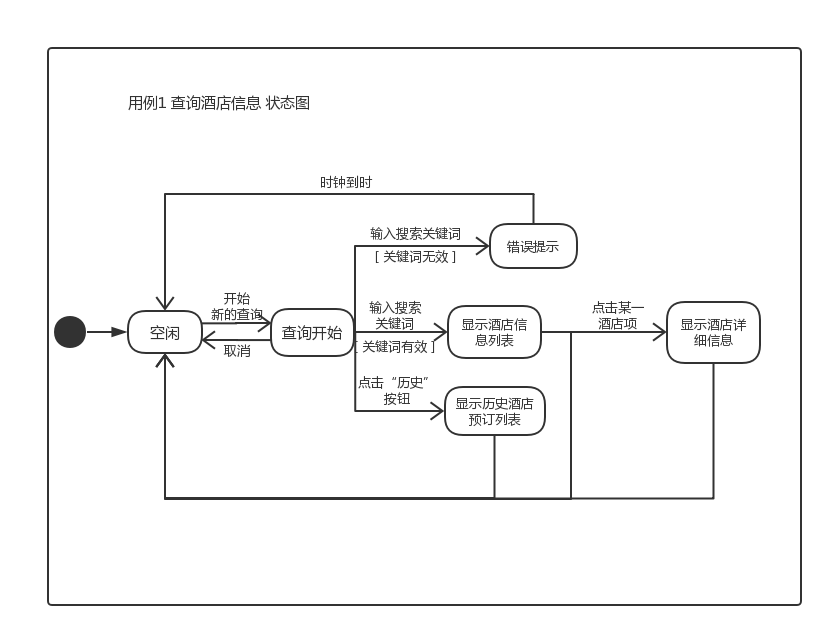 用例1 查询酒店信息 状态图
时钟到时
输入搜索关键词
[ 关键词无效 ]
错误提示
开始
新的查询
空闲
查询开始
取消
输入搜索
关键词
[ 关键词有效 ]
显示酒店信
息列表
点击某一
酒店项
显示酒店详
细信息
点击“历史”
按钮
显示历史酒店
预订列表